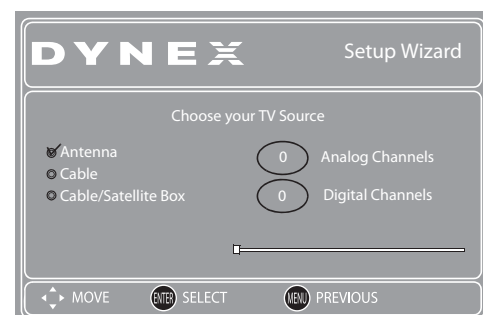 DYNEX
Setup Wizard
Choose your TV Source
Antenna
Cable
Cable/Satellite Box
0 Analog Channels
0 Digital Channels
MOVE ENTER SELECT MENU PREVIOUS